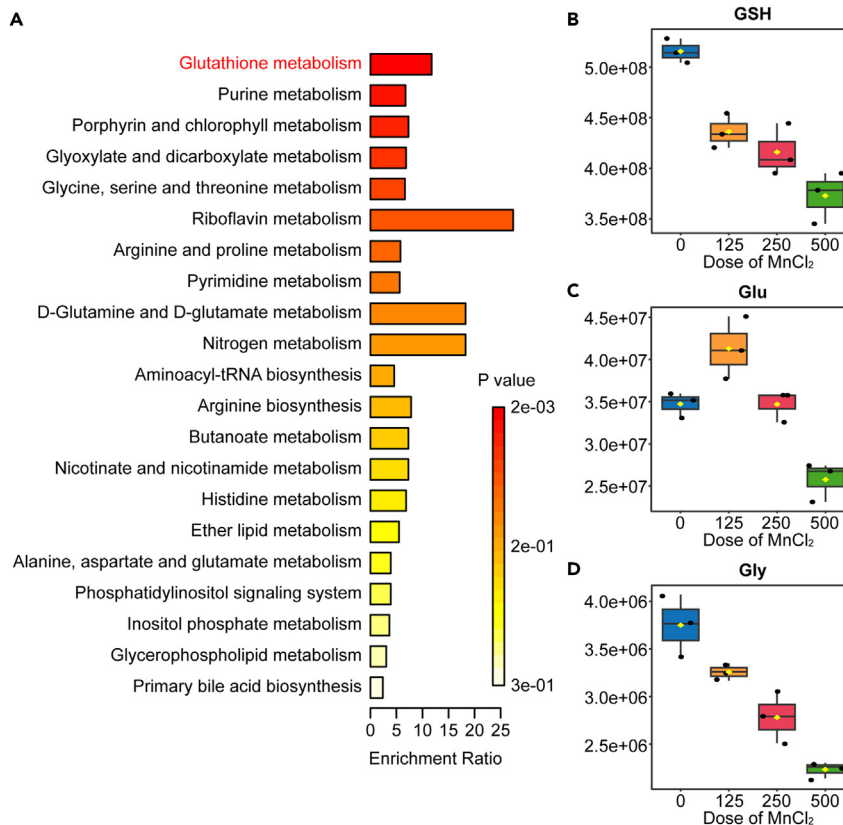 A
Glutathione metabolism
Purine metabolism
Porphyrin and chlorophyll metabolism
Glyoxylate and dicarboxylate metabolism
Glycine, serine and threonine metabolism
Riboflavin metabolism
Arginine and proline metabolism
Pyrimidine metabolism
D-Glutamine and D-glutamate metabolism
Nitrogen metabolism
Aminoacyl-tRNA biosynthesis
Arginine biosynthesis
Butanoate metabolism
Nicotinate and nicotinamide metabolism
Histidine metabolism
Ether lipid metabolism
Alanine, aspartate and glutamate metabolism
Phosphatidylinositol signaling system
Inositol phosphate metabolism
Glycerophospholipid metabolism
Primary bile acid biosynthesis
0 5 10 15 20 25
Enrichment Ratio
P value
2e-03
2e-01
3e-01
B
GSH
5.0e+08
4.5e+08
4.0e+08
3.5e+08
0 125 250 500
Dose of MnCl₂
C
Glu
4.5e+07
4.0e+07
3.5e+07
3.0e+07
2.5e+07
0 125 250 500
Dose of MnCl₂
D
Gly
4.0e+06
3.5e+06
3.0e+06
2.5e+06
0 125 250 500
Dose of MnCl₂